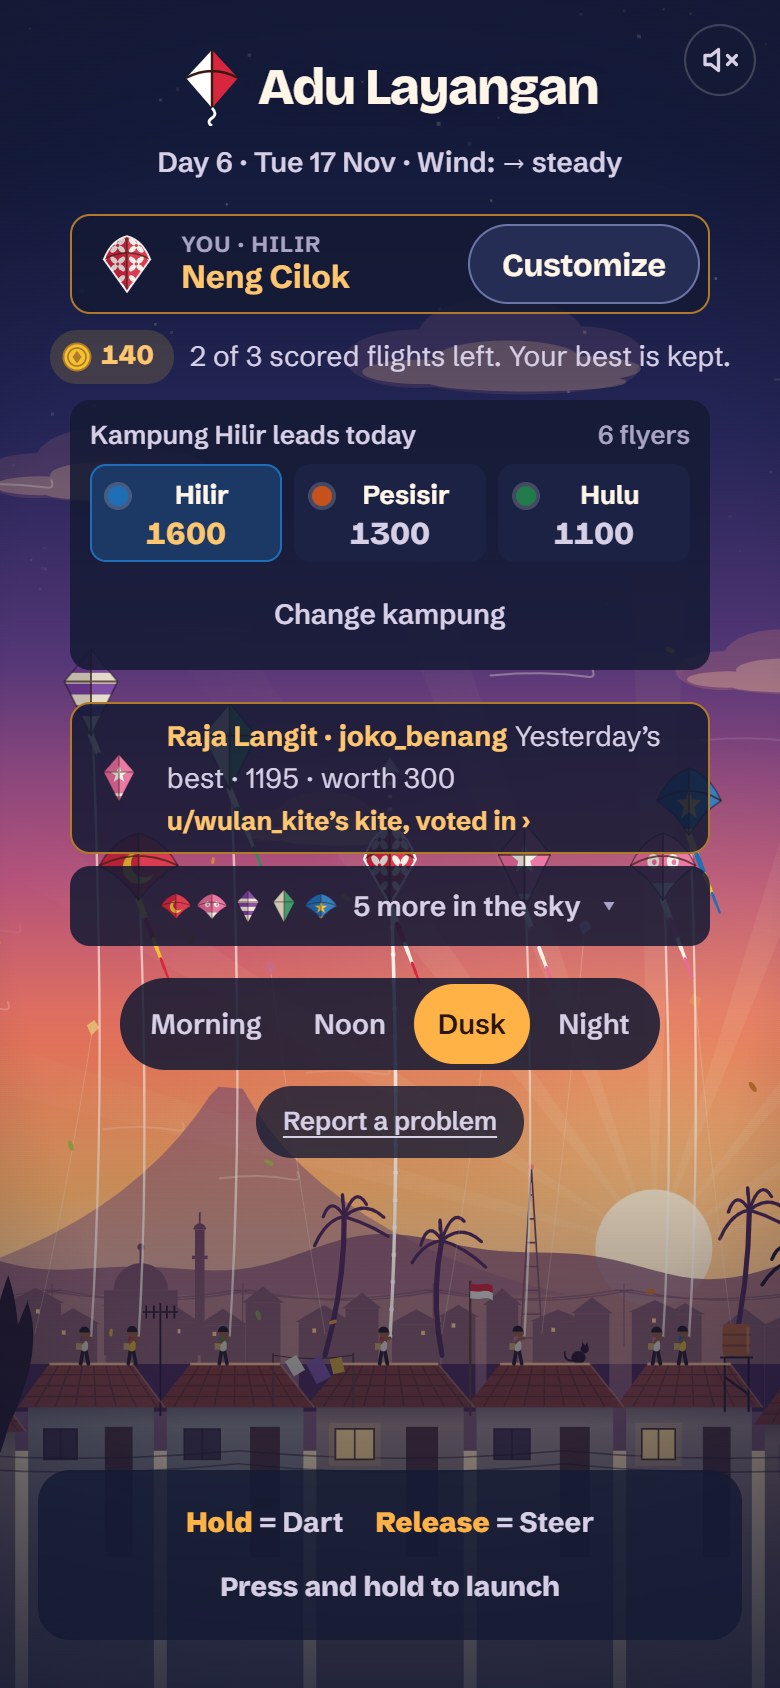 Adu Layangan
Day 6 · Tue 17 Nov · Wind: → steady
YOU · HILIR
Neng Cilok
Customize
140
2 of 3 scored flights left. Your best is kept.
Kampung Hilir leads today
6 flyers
Hilir
1600
Pesisir
1300
Hulu
1100
Change kampung
Raja Langit · joko_benang Yesterday’s
best · 1195 · worth 300
u/wulan_kite’s kite, voted in ›
5 more in the sky
Morning
Noon
Dusk
Night
Report a problem
Hold = Dart Release = Steer
Press and hold to launch